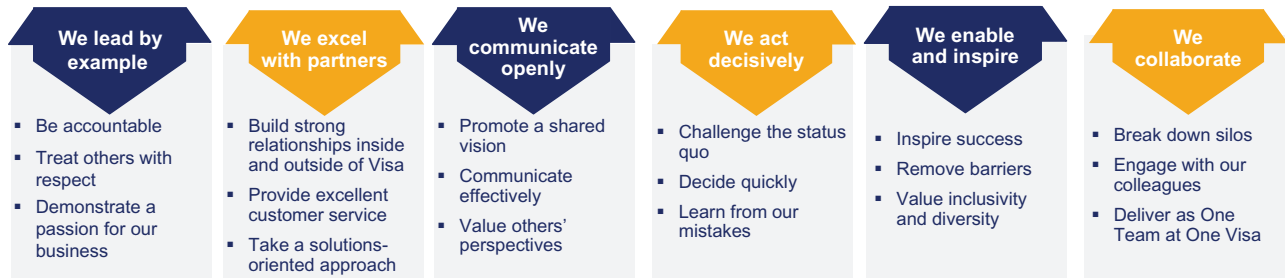 We lead by
example
▪ Be accountable
▪ Treat others with
respect
▪ Demonstrate a
passion for our
business
We excel
with partners
▪ Build strong
relationships inside
and outside of Visa
▪ Provide excellent
customer service
▪ Take a solutions-
oriented approach
We
communicate
openly
▪ Promote a shared
vision
▪ Communicate
effectively
▪ Value others’
perspectives
We act
decisively
▪ Challenge the status
quo
▪ Decide quickly
▪ Learn from our
mistakes
We enable
and inspire
▪ Inspire success
▪ Remove barriers
▪ Value inclusivity
and diversity
We
collaborate
▪ Break down silos
▪ Engage with our
colleagues
▪ Deliver as One
Team at One Visa